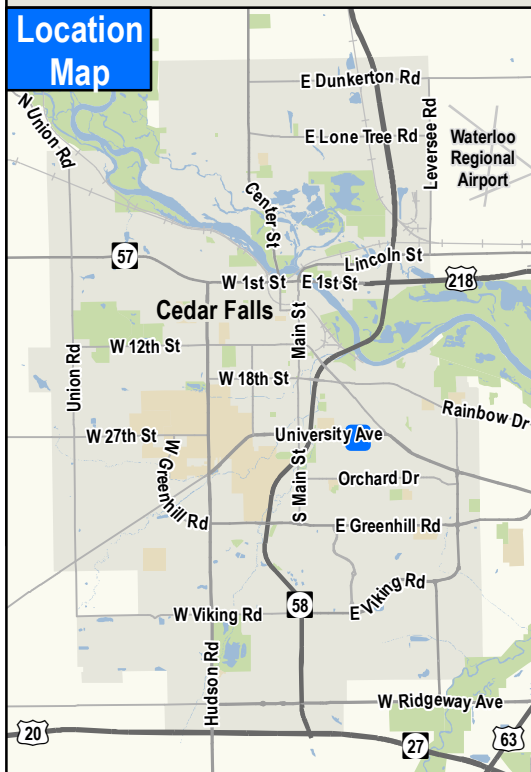 Location
Map
E Dunkerton Rd
N Union Rd
E Lone Tree Rd
Leversee Rd
Waterloo
Regional
Airport
Center St
57
Lincoln St
W 1st St
E 1st St
218
Cedar Falls
Main St
W 12th St
Union Rd
W 18th St
Rainbow Dr
W 27th St
University Ave
W Greenhill Rd
S Main St
Orchard Dr
E Greenhill Rd
58
E Viking Rd
W Viking Rd
Hudson Rd
W Ridgeway Ave
20
27
63